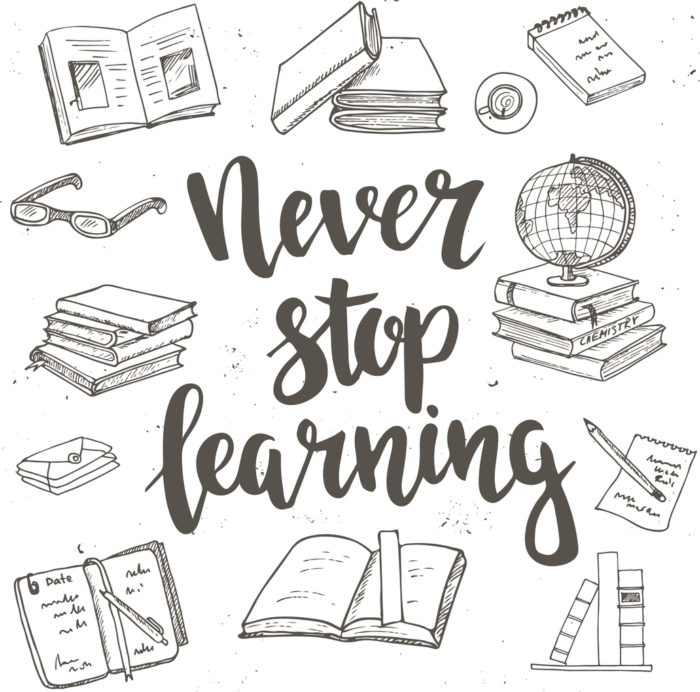 Never
stop
learning
CHEMISTRY
Date